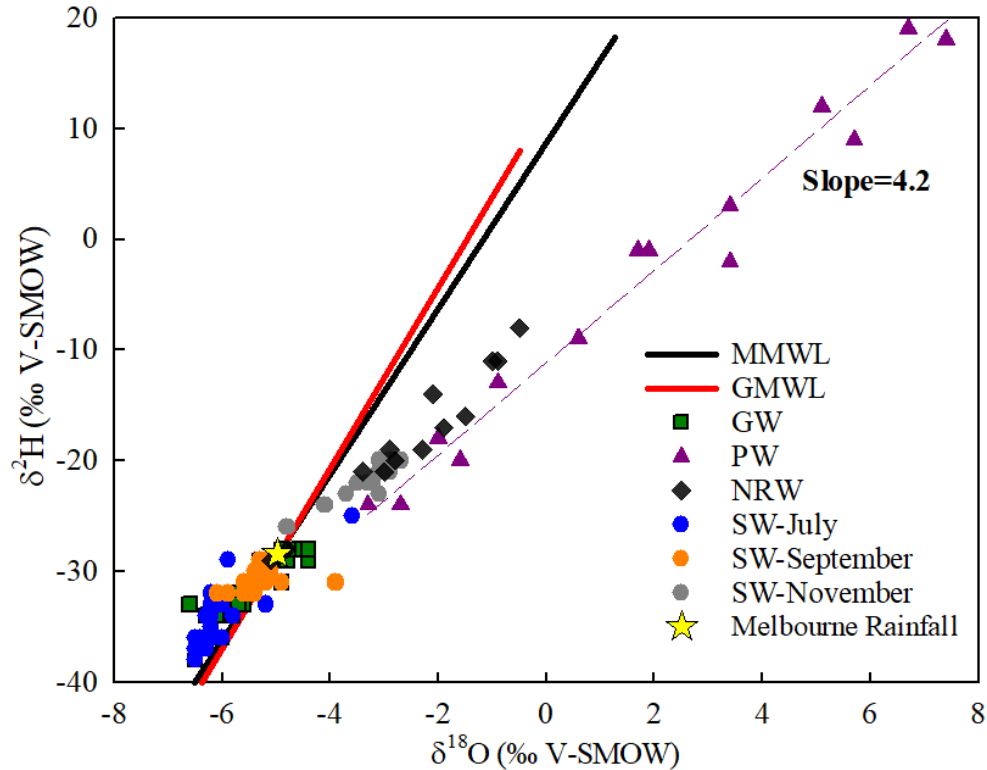 20
10
0
-10
-20
-30
-40
δ²H (‰ V-SMOW)
Slope=4.2
MMWL
GMWL
GW
PW
NRW
SW-July
SW-September
SW-November
Melbourne Rainfall
-8 -6 -4 -2 0 2 4 6 8
δ¹⁸O (‰ V-SMOW)